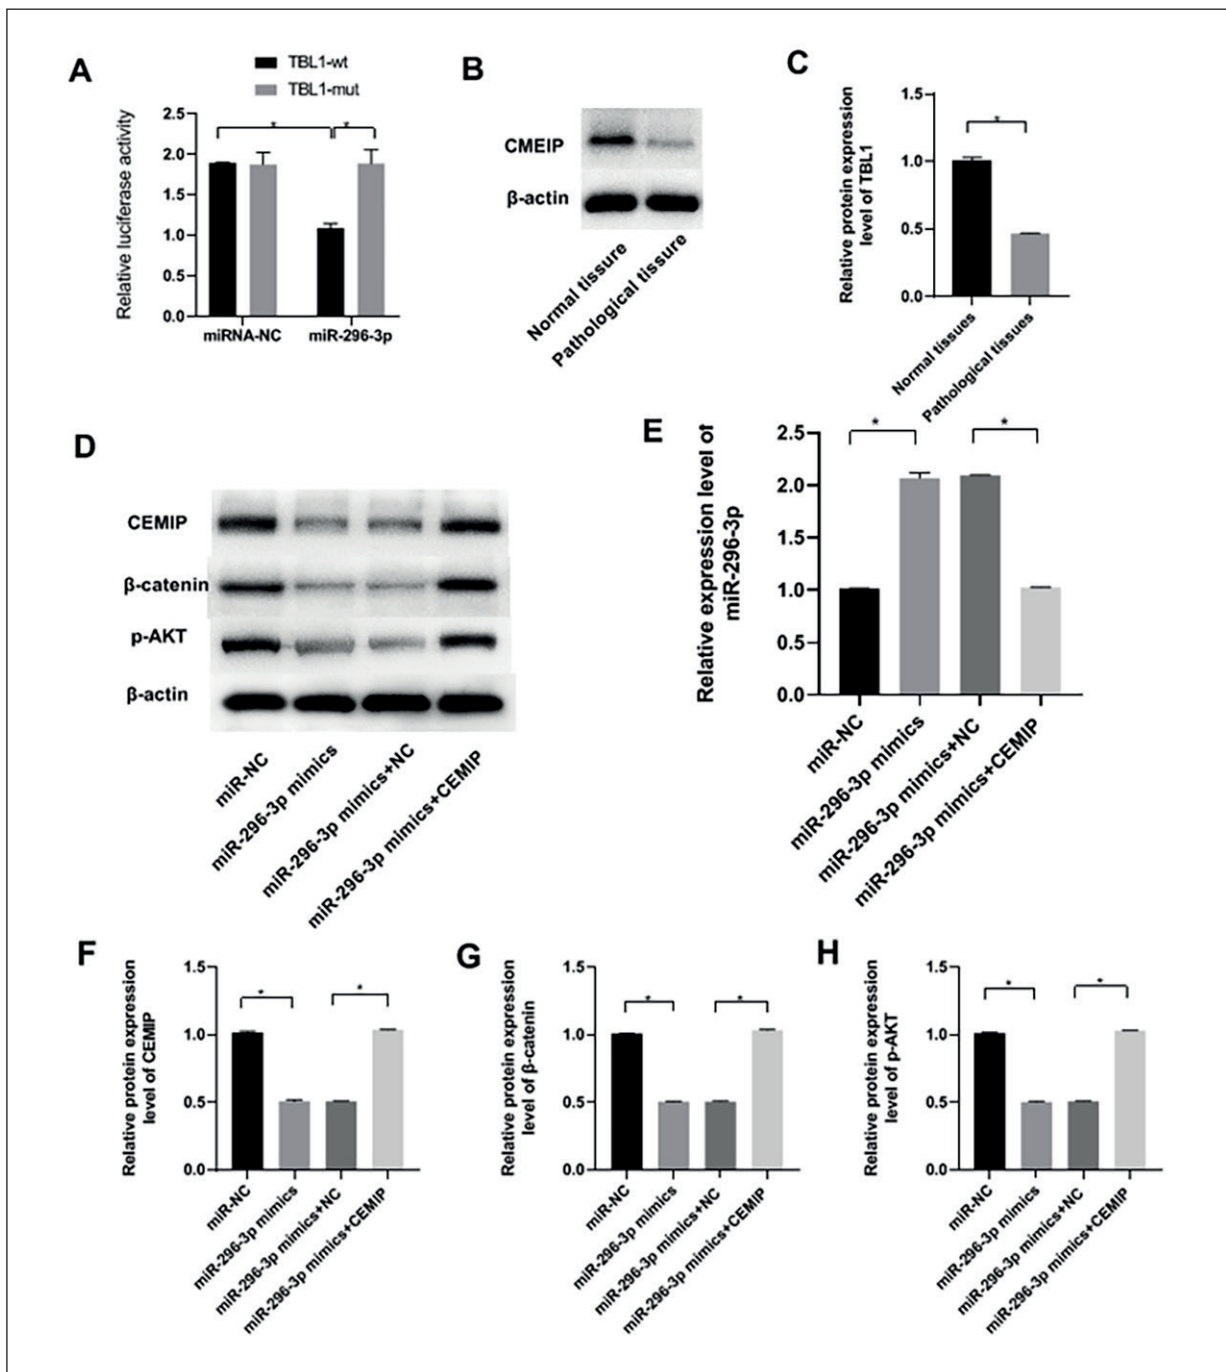 A
TBL1-wt
TBL1-mut
Relative luciferase activity
2.5
2.0
1.5
1.0
0.5
0.0
*
*
miRNA-NC
miR-296-3p
B
CMEIP
β-actin
Normal tissure
Pathological tissure
C
Relative protein expression
level of TBL1
1.5
1.0
0.5
0.0
*
Normal tissues
Pathological tissues
D
CEMIP
β-catenin
p-AKT
β-actin
miR-NC
miR-296-3p mimics
miR-296-3p mimics+NC
miR-296-3p mimics+CEMIP
E
Relative expression level of
miR-296-3p
2.5
2.0
1.5
1.0
0.5
0.0
*
*
miR-NC
miR-296-3p mimics
miR-296-3p mimics+NC
miR-296-3p mimics+CEMIP
F
Relative protein expression
level of CEMIP
1.5
1.0
0.5
0.0
*
*
miR-NC
miR-296-3p mimics
miR-296-3p mimics+NC
miR-296-3p mimics+CEMIP
G
Relative protein expression
level of β-catenin
1.5
1.0
0.5
0.0
*
*
miR-NC
miR-296-3p mimics
miR-296-3p mimics+NC
miR-296-3p mimics+CEMIP
H
Relative protein expression
level of p-AKT
1.5
1.0
0.5
0.0
*
*
miR-NC
miR-296-3p mimics
miR-296-3p mimics+NC
miR-296-3p mimics+CEMIP